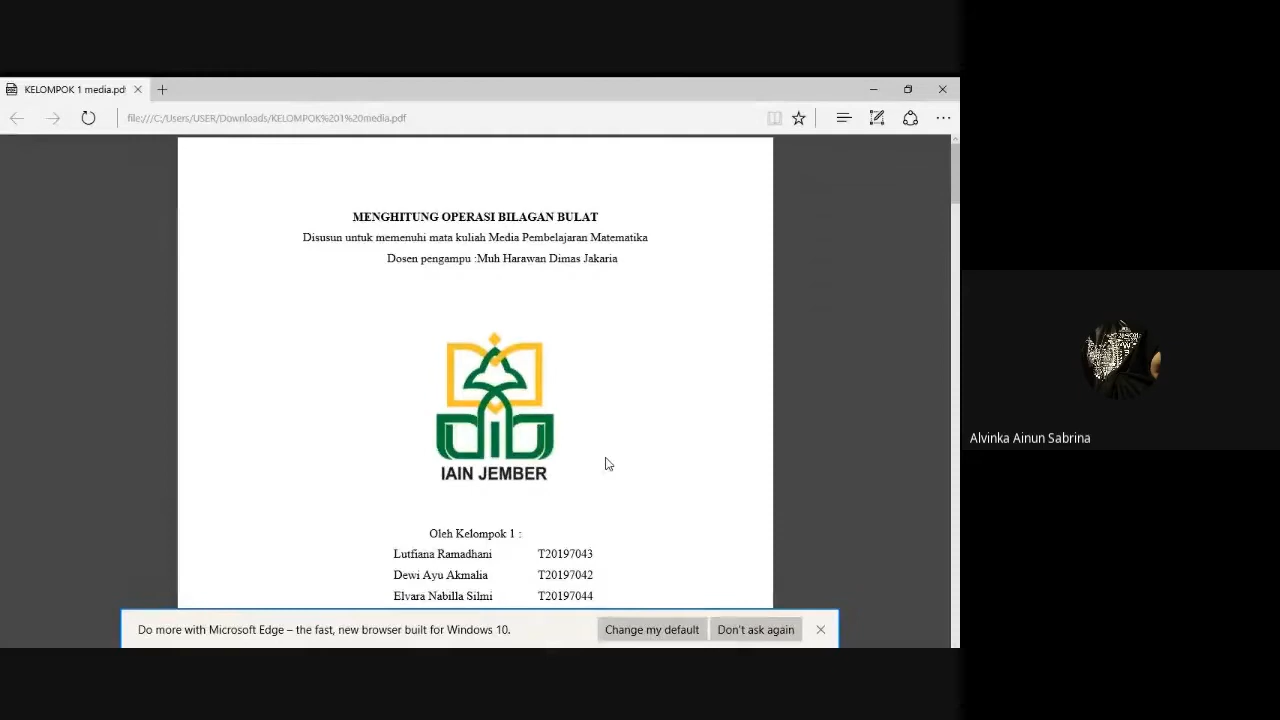 KELOMPOK 1 media.pdf
file:///C:/Users/USER/Downloads/KELOMPOK%201%20media.pdf
MENGHITUNG OPERASI BILAGAN BULAT
Disusun untuk memenuhi mata kuliah Media Pembelajaran Matematika
Dosen pengampu :Muh Harawan Dimas Jakaria
IAIN JEMBER
Oleh Kelompok 1 :
Lutfiana Ramadhani T20197043
Dewi Ayu Akmalia T20197042
Elvara Nabilla Silmi T20197044
Do more with Microsoft Edge – the fast, new browser built for Windows 10.
Change my default
Don't ask again
Alvinka Ainun Sabrina